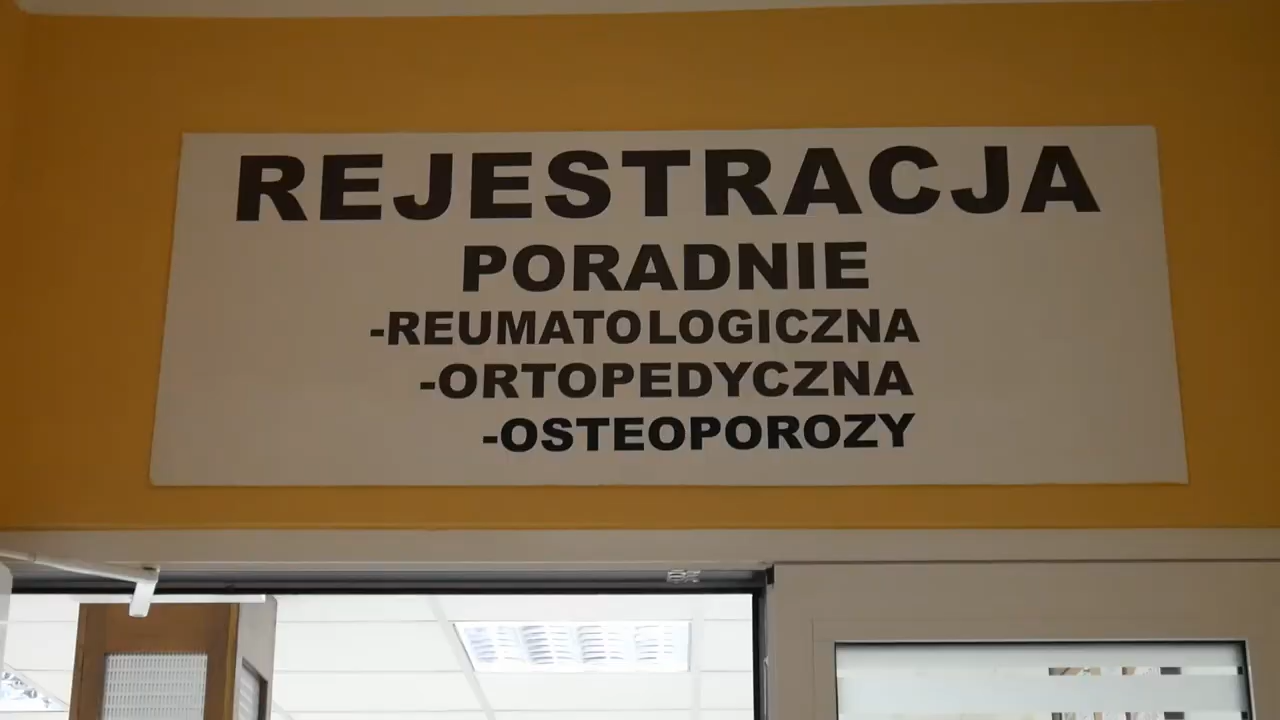 REJESTRACJA
PORADNIE
-REUMATOLOGICZNA
-ORTOPEDYCZNA
-OSTEOPOROZY